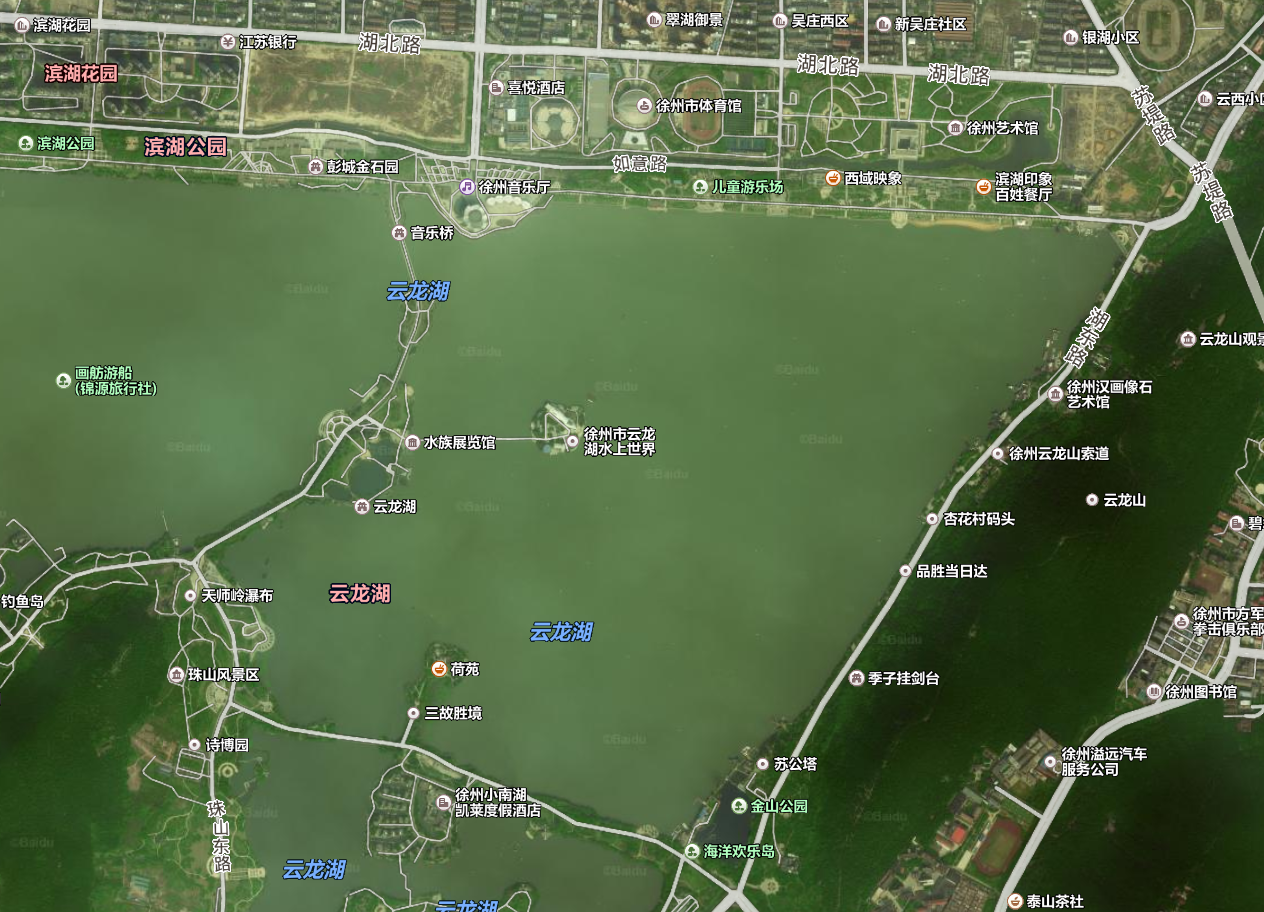 滨湖花园
江苏银行
湖北路
翠湖御景
吴庄西区
新吴庄社区
银湖小区
滨湖花园
喜悦酒店
湖北路
湖北路
苏堤路
云西小区
徐州市体育馆
徐州艺术馆
滨湖公园
滨湖公园
彭城金石园
如意路
徐州音乐厅
儿童游乐场
西域映象
滨湖印象
百姓餐厅
苏堤路
音乐桥
云龙湖
©Baidu
湖东路
云龙山观景
©Baidu
©Baidu
©Baidu
画舫游船
(锦源旅行社)
徐州汉画像石
艺术馆
©Baidu
水族展览馆
徐州市云龙
湖水上世界
©Baidu
徐州云龙山索道
©Baidu
云龙山
云龙湖
©Baidu
杏花村码头
碧
品胜当日达
钓鱼岛
天师岭瀑布
云龙湖
云龙湖
©Baidu
徐州市方军
拳击俱乐部
珠山风景区
荷苑
季子挂剑台
徐州图书馆
三故胜境
诗博园
©Baidu
苏公塔
徐州溢远汽车
服务公司
徐州小南湖
凯莱度假酒店
金山公园
珠山东路
©Baidu
©Baidu
©Baidu
海洋欢乐岛
云龙湖
©Baidu
云龙湖
泰山茶社